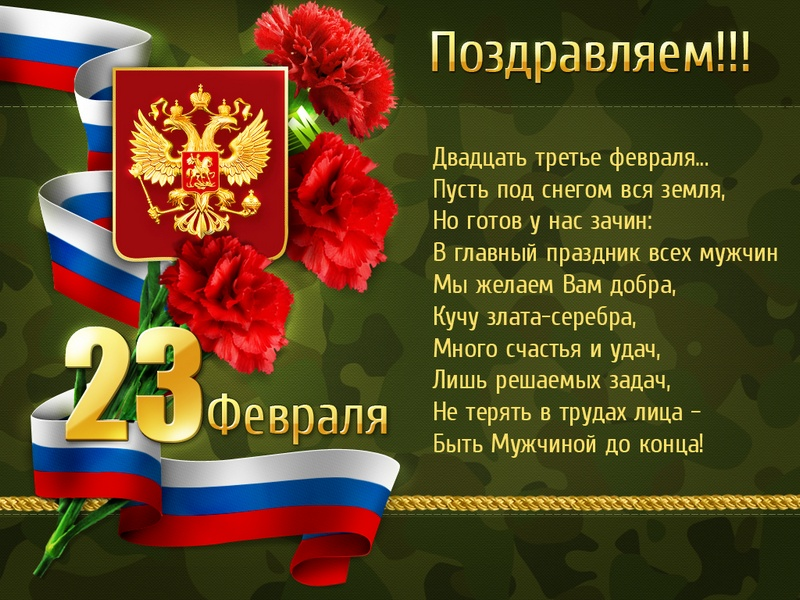 Поздравляем!!!
Двадцать третье февраля...
Пусть под снегом вся земля,
Но готов у нас зачин:
В главный праздник всех мужчин
Мы желаем Вам добра,
Кучу злата-серебра,
Много счастья и удач,
Лишь решаемых задач,
Не терять в трудах лица –
Быть Мужчиной до конца!
23 Февраля